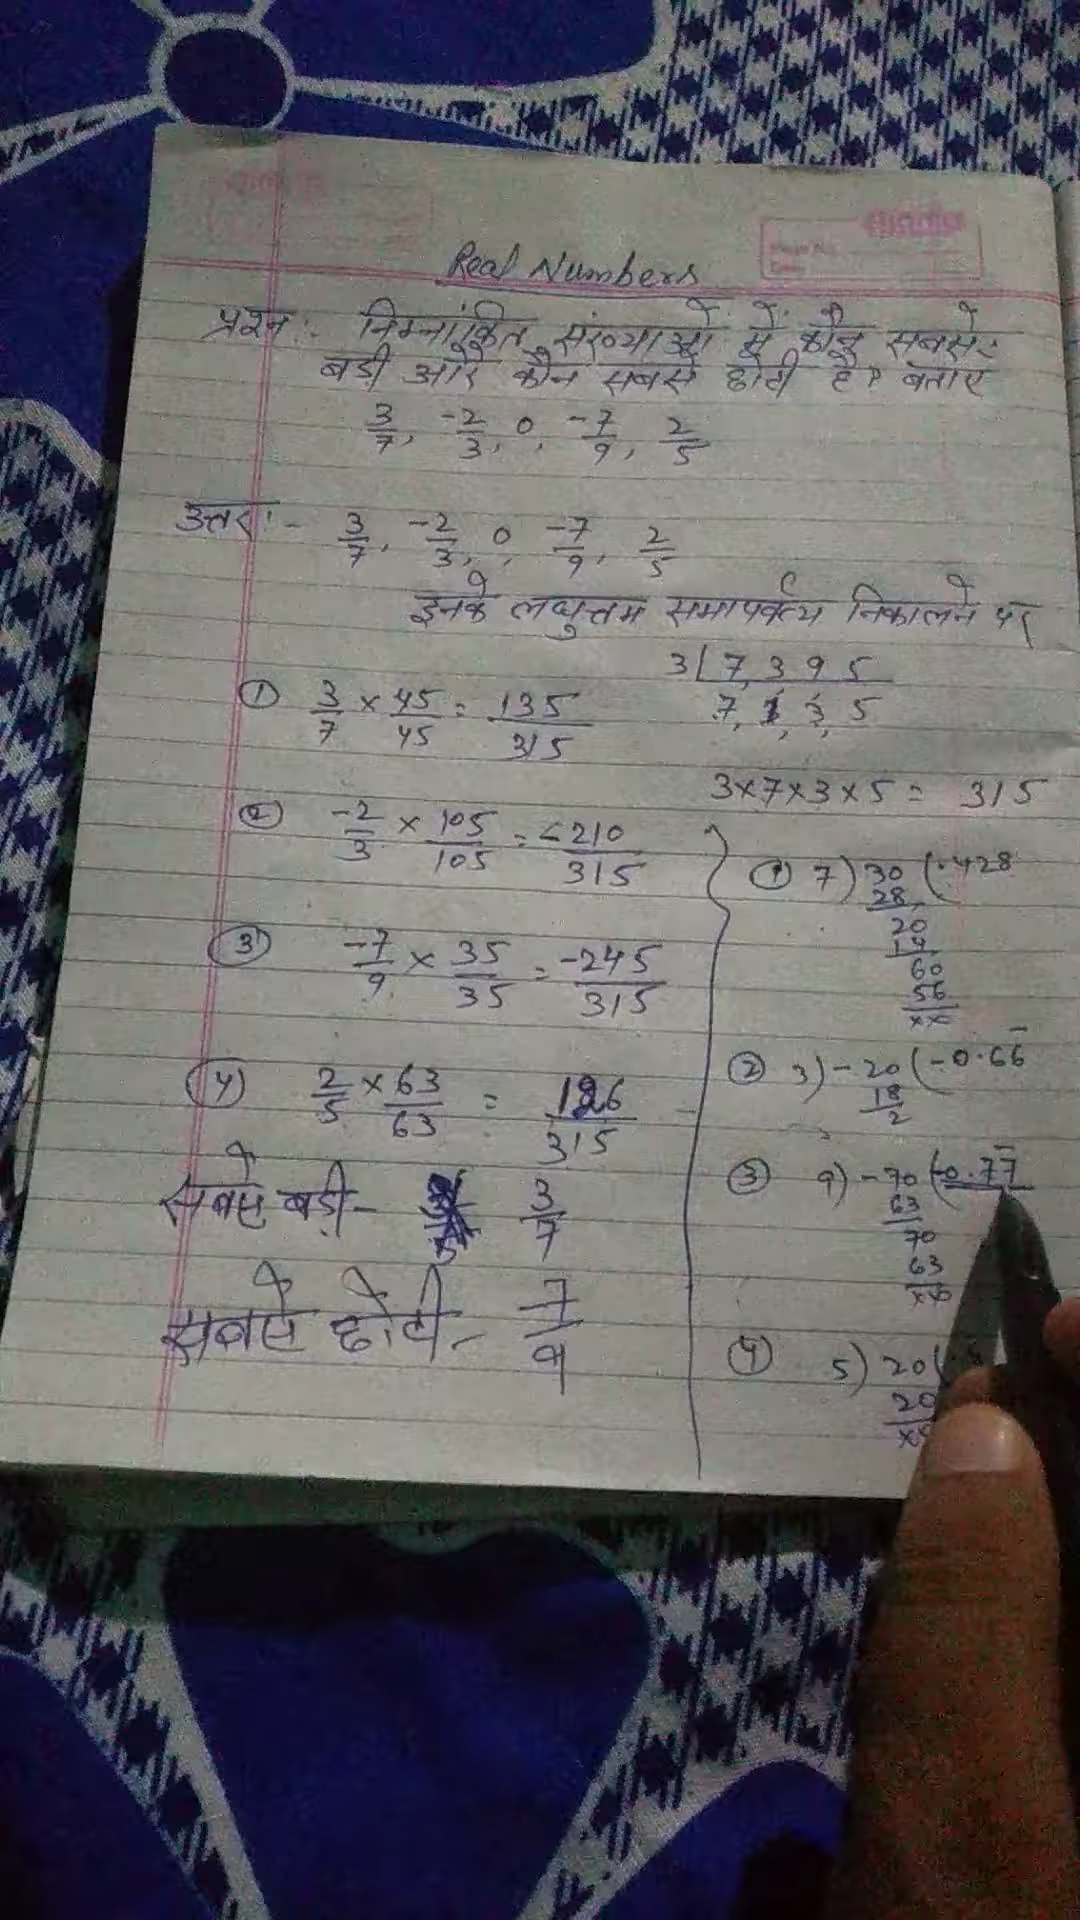 Real Numbers
प्रश्न:- निम्नांकित संख्याओं में कौन सबसे
बड़ी और कौन सबसे छोटी है? बताएं
3/7, -2/3, 0, -7/9, 2/5
उत्तर:- 3/7, -2/3, 0, -7/9, 2/5
इनके लघुत्तम समापर्वत्य निकालने पर
3 | 7, 3 9 5
7, 1, 3, 5
3×7×3×5 = 315
① 3/7 × 45/45 = 135/315
② -2/3 × 105/105 = -210/315
③ -7/9 × 35/35 = -245/315
④ 2/5 × 63/63 = 126/315
सबसे बड़ी - 3/7
सबसे छोटी - 7/9
① 7) 30 (.428
28
20
14
60
56
xx
② 3) -20 (-0.66̅
18
2
③ 9) -70 (-0.77̅
63
70
63
④ 5) 20 (
20